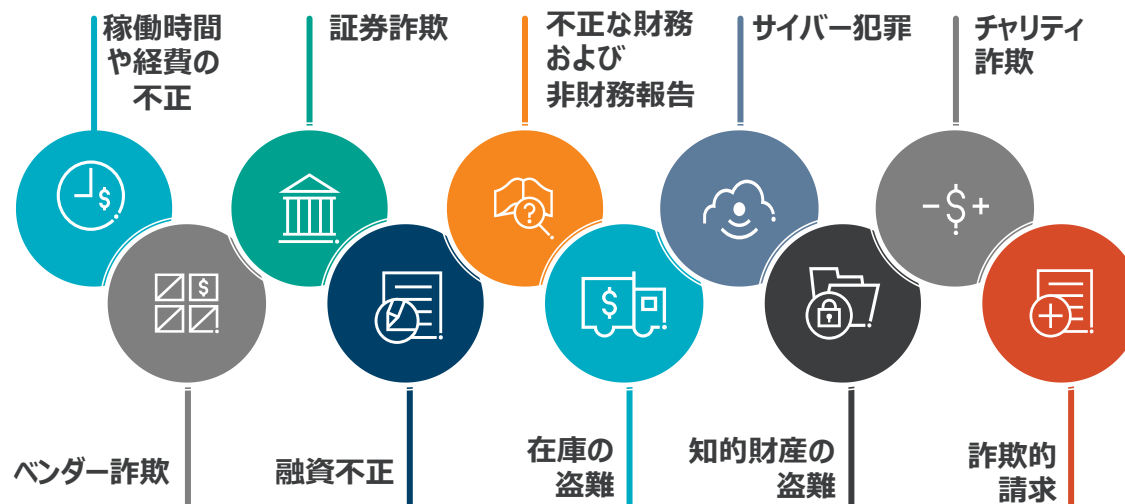 稼働時間
や経費の
不正
証券詐欺
不正な財務
および
非財務報告
サイバー犯罪
チャリティ
詐欺
$
$
?
$
-$+
ベンダー詐欺
融資不正
在庫の
盗難
知的財産の
盗難
詐欺的
請求